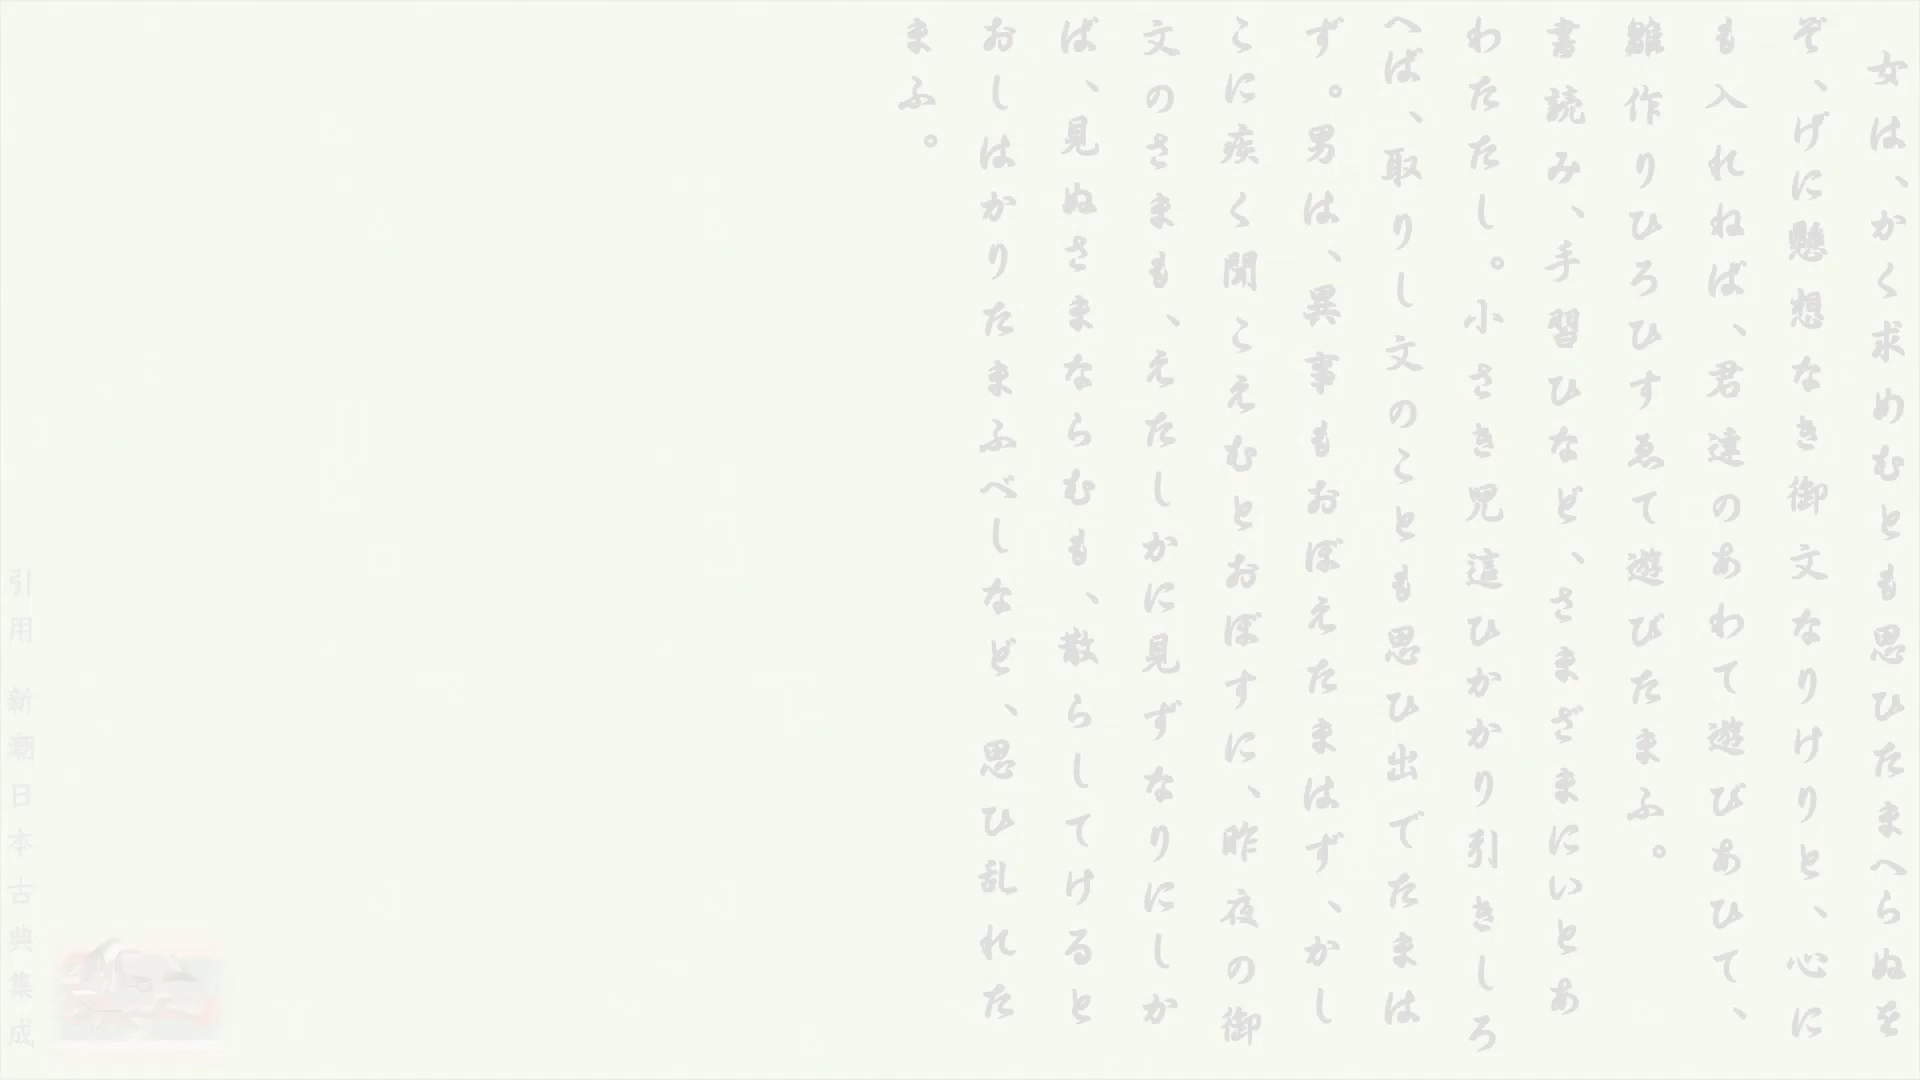 女は、かく求めむとも思ひたまへらぬを
ぞ、げに懸想なき御文なりけりと、心に
も入れねば、君達のあわて遊びあひて、
雛作りひろひすゑて遊びたまふ。
書読み、手習ひなど、さまざまにいとあ
わたたし。小さき児這ひかかり引きしろ
へば、取りし文のことも思ひ出でたまは
ず。男は、異事もおぼえたまはず、かし
こに疾く聞こえむとおぼすに、昨夜の御
文のさまも、えたしかに見ずなりにしか
ば、見ぬさまならむも、散らしてけると
おしはかりたまふべしなど、思ひ乱れた
まふ。
引用 新潮日本古典集成